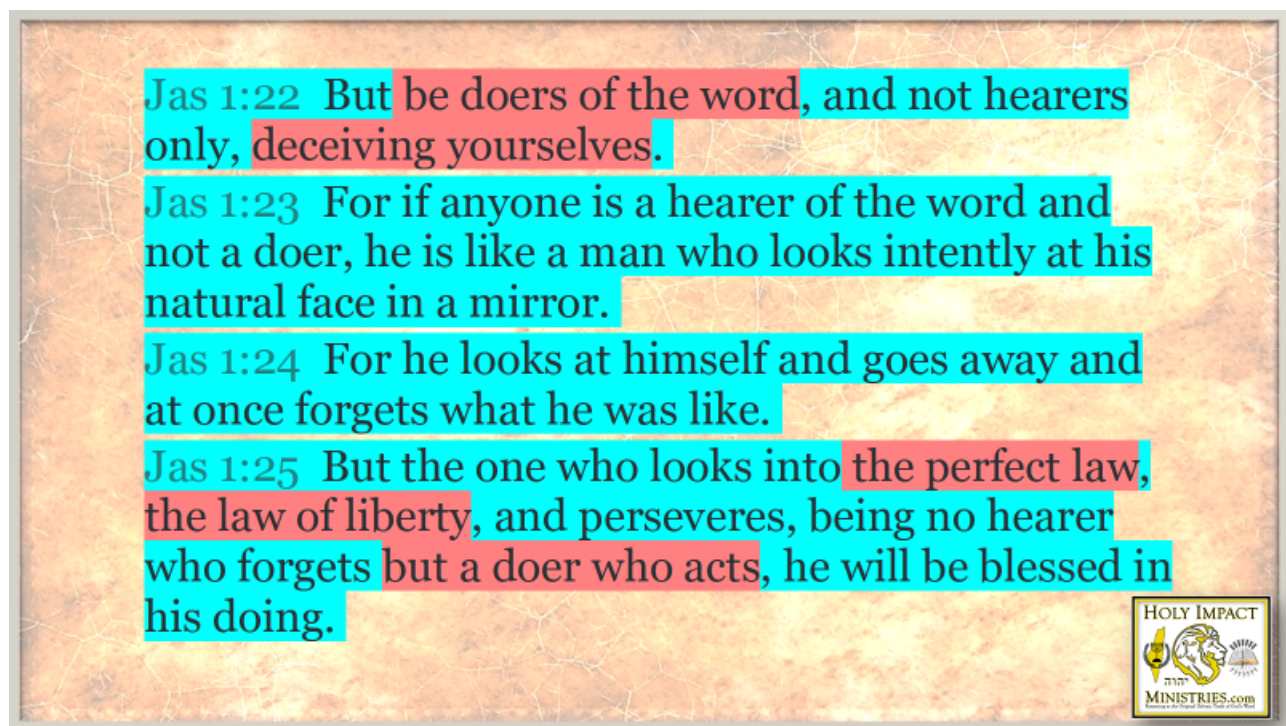 Jas 1:22 But be doers of the word, and not hearers
only, deceiving yourselves.
Jas 1:23 For if anyone is a hearer of the word and
not a doer, he is like a man who looks intently at his
natural face in a mirror.
Jas 1:24 For he looks at himself and goes away and
at once forgets what he was like.
Jas 1:25 But the one who looks into the perfect law,
the law of liberty, and perseveres, being no hearer
who forgets but a doer who acts, he will be blessed in
his doing.
HOLY IMPACT
יהוה
MINISTRIES.com